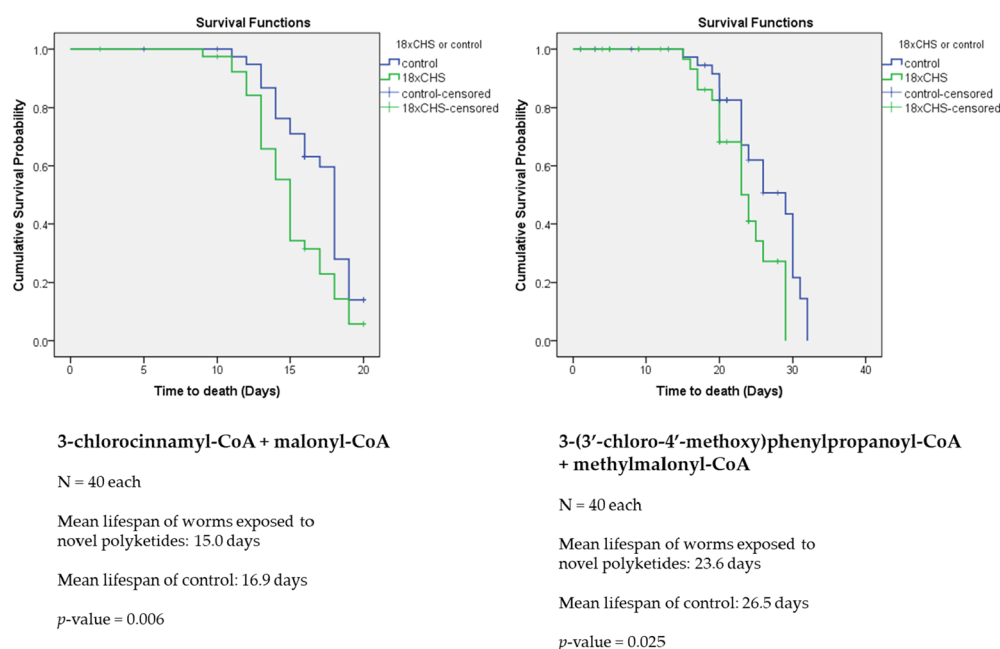 Survival Functions
Cumulative Survival Probability
1.0
0.8
0.6
0.4
0.2
0.0
0 5 10 15 20
Time to death (Days)
18xCHS or control
control
18xCHS
control-censored
18xCHS-censored
3-chlorocinnamyl-CoA + malonyl-CoA
N = 40 each
Mean lifespan of worms exposed to
novel polyketides: 15.0 days
Mean lifespan of control: 16.9 days
p-value = 0.006
Survival Functions
Cumulative Survival Probability
1.0
0.8
0.6
0.4
0.2
0.0
0 10 20 30 40
Time to death (Days)
18xCHS or control
control
18xCHS
control-censored
18xCHS-censored
3-(3′-chloro-4′-methoxy)phenylpropanoyl-CoA
+ methylmalonyl-CoA
N = 40 each
Mean lifespan of worms exposed to
novel polyketides: 23.6 days
Mean lifespan of control: 26.5 days
p-value = 0.025